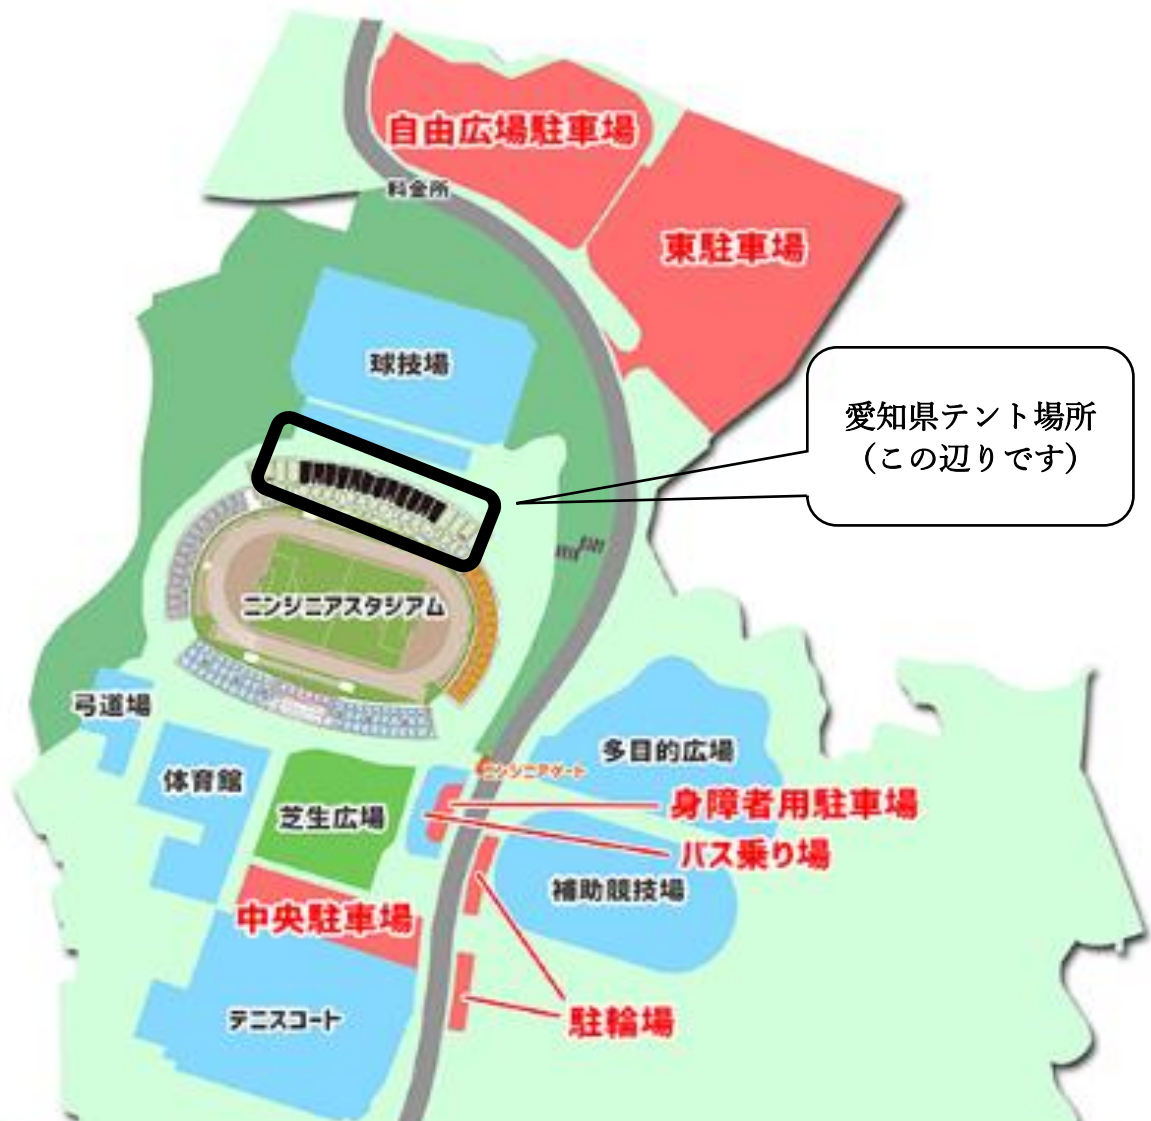 自由広場駐車場
料金所
東駐車場
球技場
愛知県テント場所
（この辺りです）
ニンジニアスタジアム
弓道場
多目的広場
ニンジニアゲート
体育館
身障者用駐車場
芝生広場
バス乗り場
補助競技場
中央駐車場
テニスコート
駐輪場